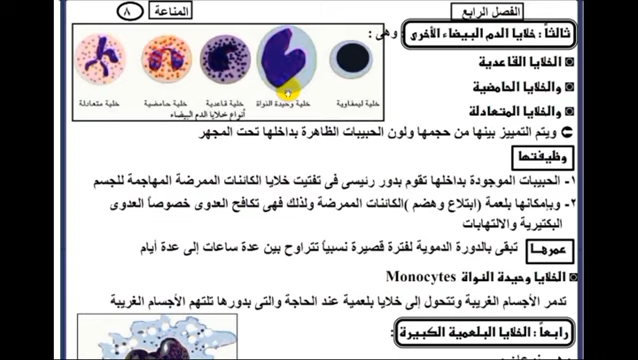 الفصل الرابع
المناعة
٨
ثالثاً : خلايا الدم البيضاء الأخرى : وهى :
الخلايا القاعدية
والخلايا الحامضية
والخلايا المتعادلة
خلية ليمفاوية
خلية وحيدة النواة
خلية قاعدية
خلية حامضية
خلية متعادلة
أنواع خلايا الدم البيضاء
ويتم التمييز بينها من حجمها ولون الحبيبات الظاهرة بداخلها تحت المجهر
وظيفتها
١- الحبيبات الموجودة بداخلها تقوم بدور رئيسى فى تفتيت خلايا الكائنات الممرضة المهاجمة للجسم
٢- وبإمكانها بلعمة (ابتلاع وهضم ) الكائنات الممرضة ولذلك فهى تكافح العدوى خصوصاً العدوى
البكتيرية والالتهابات
عمرها تبقى بالدورة الدموية لفترة قصيرة نسبياً تتراوح بين عدة ساعات إلى عدة أيام
الخلايا وحيدة النواة Monocytes
تدمر الأجسام الغريبة وتتحول إلى خلايا بلعمية عند الحاجة والتى بدورها تلتهم الأجسام الغريبة
رابعاً : الخلايا البلعمية الكبيرة :